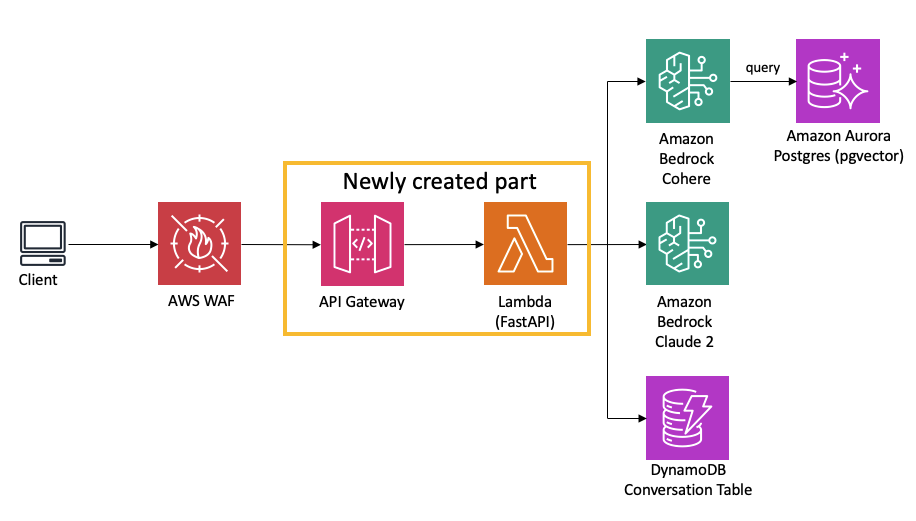 query
Amazon
Bedrock
Cohere
Amazon Aurora
Postgres (pgvector)
Newly created part
</>
Client
AWS WAF
API Gateway
Lambda
(FastAPI)
Amazon
Bedrock
Claude 2
DynamoDB
Conversation Table